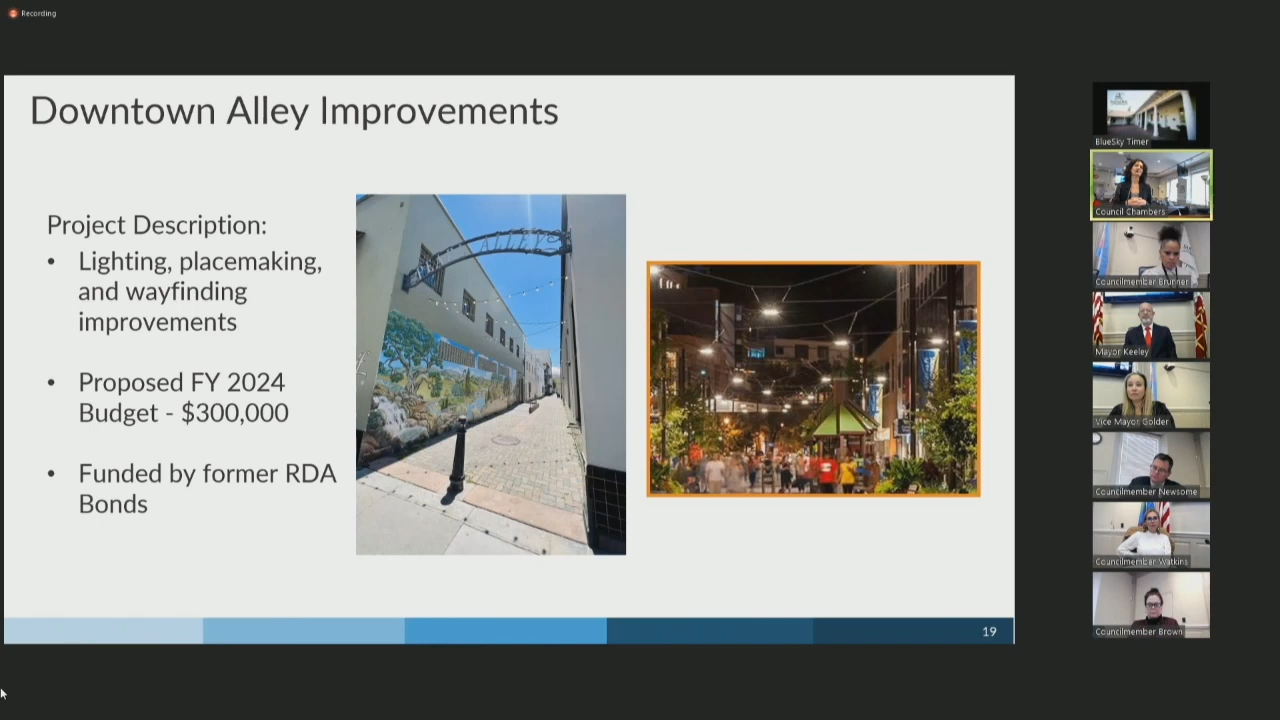 Recording
Downtown Alley Improvements
Project Description:
• Lighting, placemaking,
and wayfinding
improvements
• Proposed FY 2024
Budget - $300,000
• Funded by former RDA
Bonds
19
BlueSky Timer
Council Chambers
Councilmember Brunner
Mayor Keeley
Vice Mayor Golder
Councilmember Newsome
Councilmember Watkins
Councilmember Brown